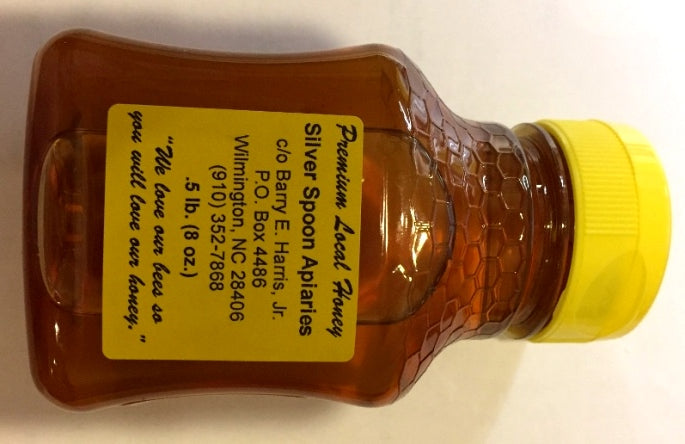 Premium Local Honey
Silver Spoon Apiaries
c/o Barry E. Harris, Jr.
P.O. Box 4486
Wilmington, NC 28406
(910) 352-7868
.5 lb. (8 oz.)
"We love our bees so
you will love our honey."